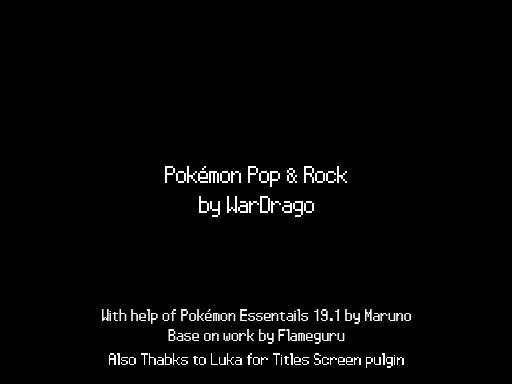 Pokémon Pop & Rock
by WarDrago
With help of Pokémon Essentails 19.1 by Maruno
Base on work by Flameguru
Also Thabks to Luka for Titles Screen pulgin